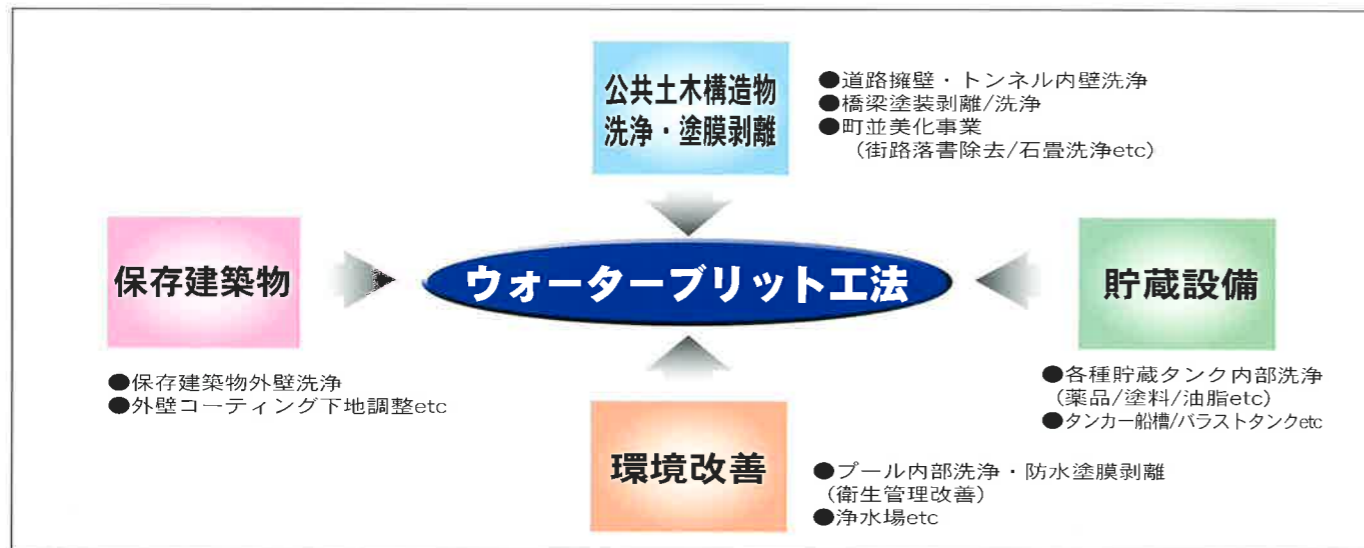 公共土木構造物
洗浄・塗膜剥離
●道路擁壁・トンネル内壁洗浄
●橋梁塗装剥離/洗浄
●町並美化事業
（街路落書除去/石畳洗浄etc）
保存建築物
●保存建築物外壁洗浄
●外壁コーティング下地調整etc
ウォーターブリット工法
貯蔵設備
●各種貯蔵タンク内部洗浄
（薬品/塗料/油脂etc）
●タンカー船槽/バラストタンクetc
環境改善
●プール内部洗浄・防水塗膜剥離
（衛生管理改善）
●浄水場etc